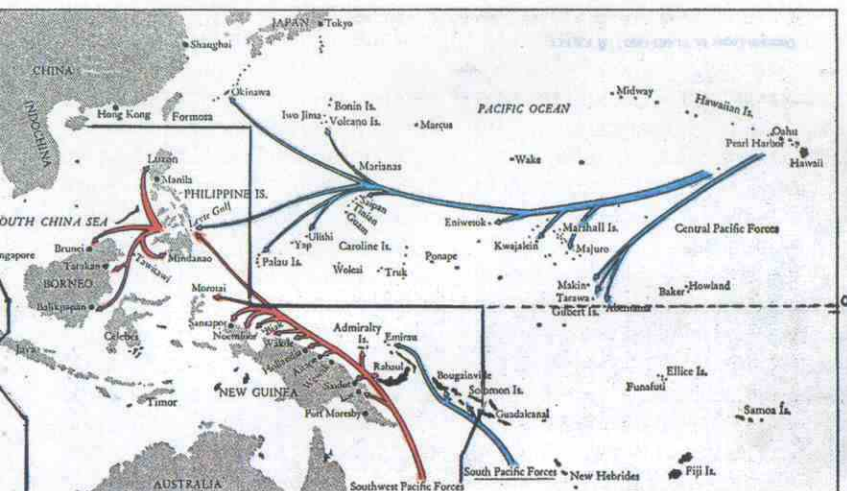 JAPAN
Tokyo
Shanghai
CHINA
Okinawa
Bonin Is.
Iwo Jima
Volcano Is.
Midway
PACIFIC OCEAN
Hawaiian Is.
Hong Kong
Formosa
Marcus
Oahu
Pearl Harbor
Hawaii
INDOCHINA
Luzon
Manila
Marianas
Wake
PHILIPPINE IS.
Saipan
Tinian
Guam
OUTH CHINA SEA
Gulf
Eniwetok
Marshall Is.
Central Pacific Forces
Ulithi
Yap
Caroline Is.
Kwajalein
Majuro
ngapore
Brunei
Mindanao
Palau Is.
Woleai
Truk
Ponape
Tarakan
Tawitawi
BORNEO
Morotai
Makin
Tarawa
Gilbert Is.
Abemama
Baker
Howland
Balikpapan
Celebes
Sansapor
Noemfoor
Biak
Wakde
Hollandia
Aitape
Wewak
Admiralty
Is.
Emirau
Java
Rabaul
Bougainville
Solomon Is.
Ellice Is.
Funafuti
NEW GUINEA
Saidor
Timor
Port Moresby
Guadalcanal
Samoa Is.
AUSTRALIA
Southwest Pacific Forces
South Pacific Forces
New Hebrides
Fiji Is.